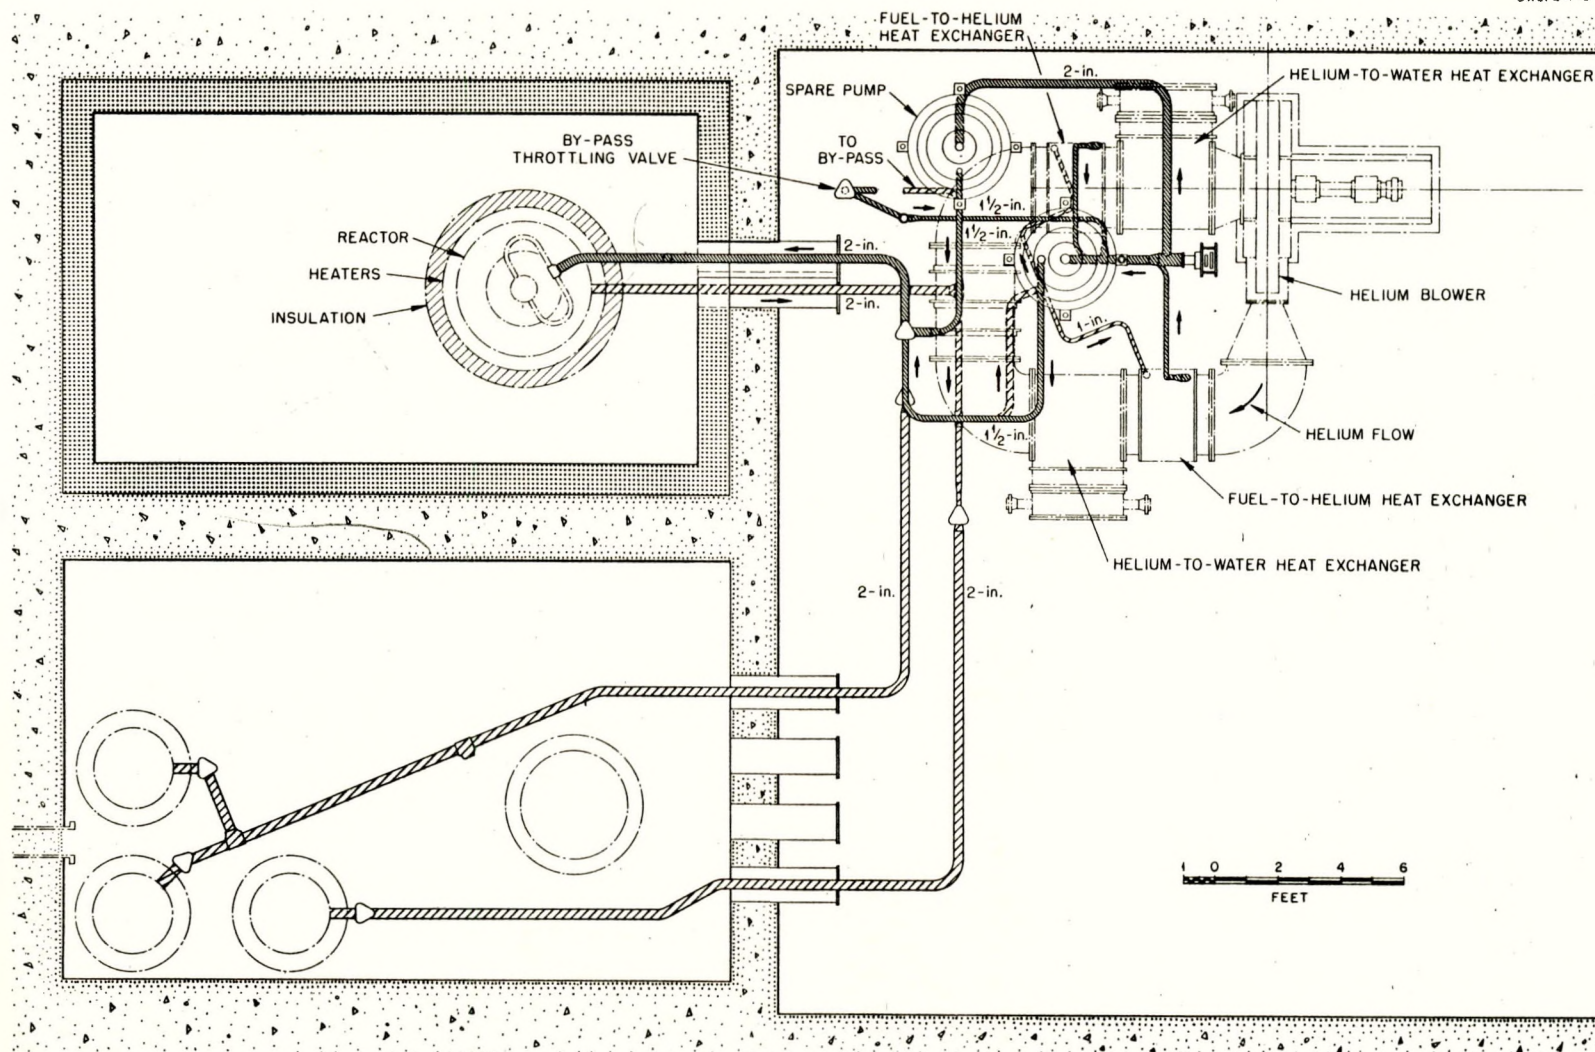 FUEL-TO-HELIUM
HEAT EXCHANGER
2-in.
HELIUM-TO-WATER HEAT EXCHANGER
SPARE PUMP
BY-PASS
THROTTLING VALVE
TO
BY-PASS
1½-in.
1½-in.
REACTOR
2-in.
HEATERS
2-in.
HELIUM BLOWER
INSULATION
1-in.
1½-in.
HELIUM FLOW
FUEL-TO-HELIUM HEAT EXCHANGER
HELIUM-TO-WATER HEAT EXCHANGER
2-in.
2-in.
1 0 2 4 6
FEET